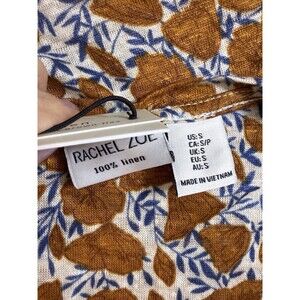 RACHEL ZOE
100% linen
US: S
CA: S/P
UK: S
EU: S
AU: S
MADE IN VIETNAM